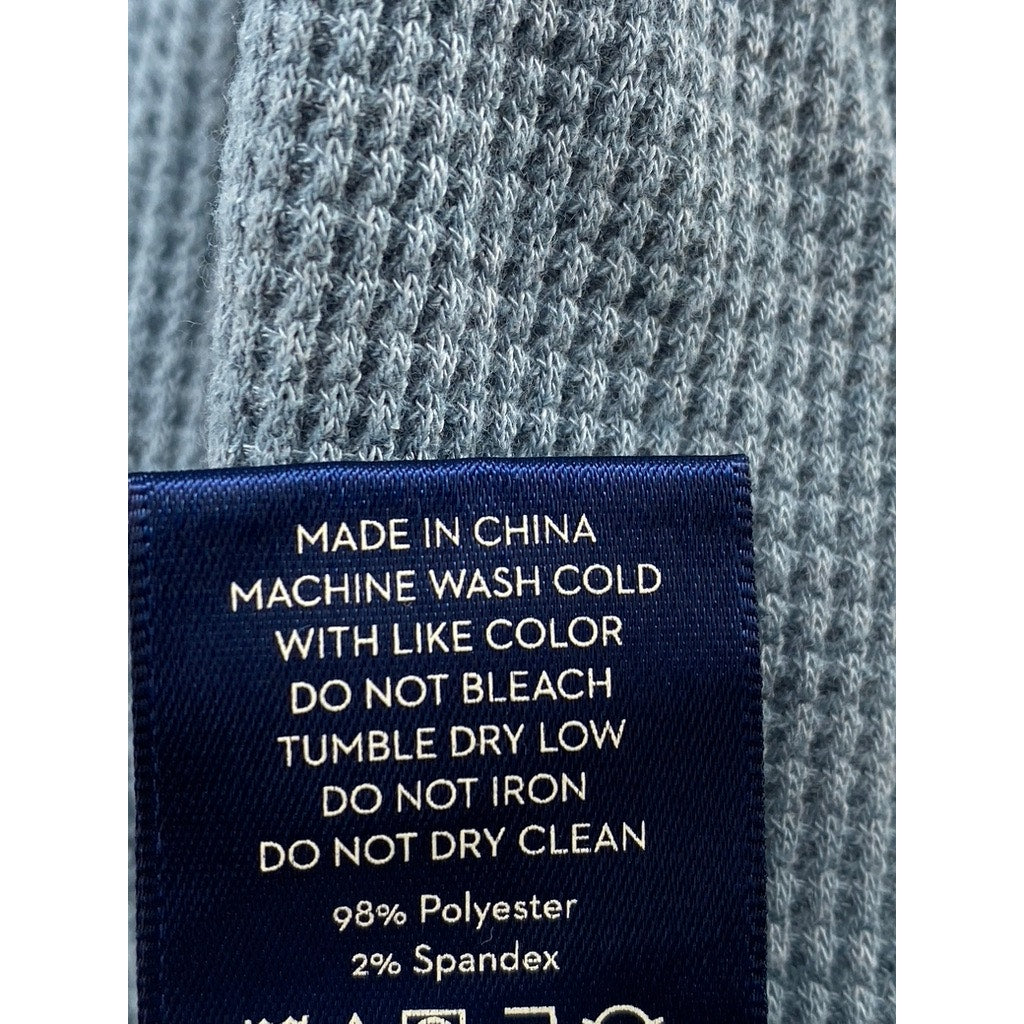 MADE IN CHINA
MACHINE WASH COLD
WITH LIKE COLOR
DO NOT BLEACH
TUMBLE DRY LOW
DO NOT IRON
DO NOT DRY CLEAN
98% Polyester
2% Spandex